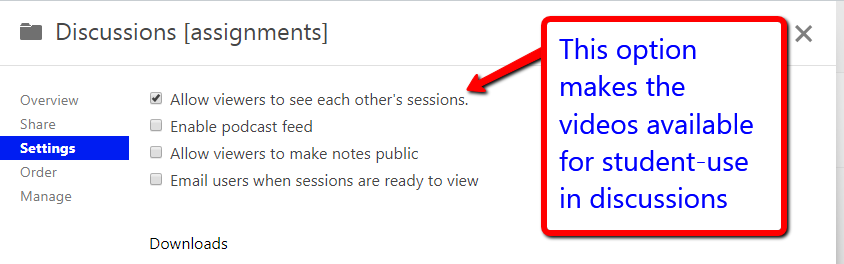 Discussions [assignments]
Overview
Share
Settings
Order
Manage
Allow viewers to see each other's sessions.
Enable podcast feed
Allow viewers to make notes public
Email users when sessions are ready to view
Downloads
This option
makes the
videos available
for student-use
in discussions